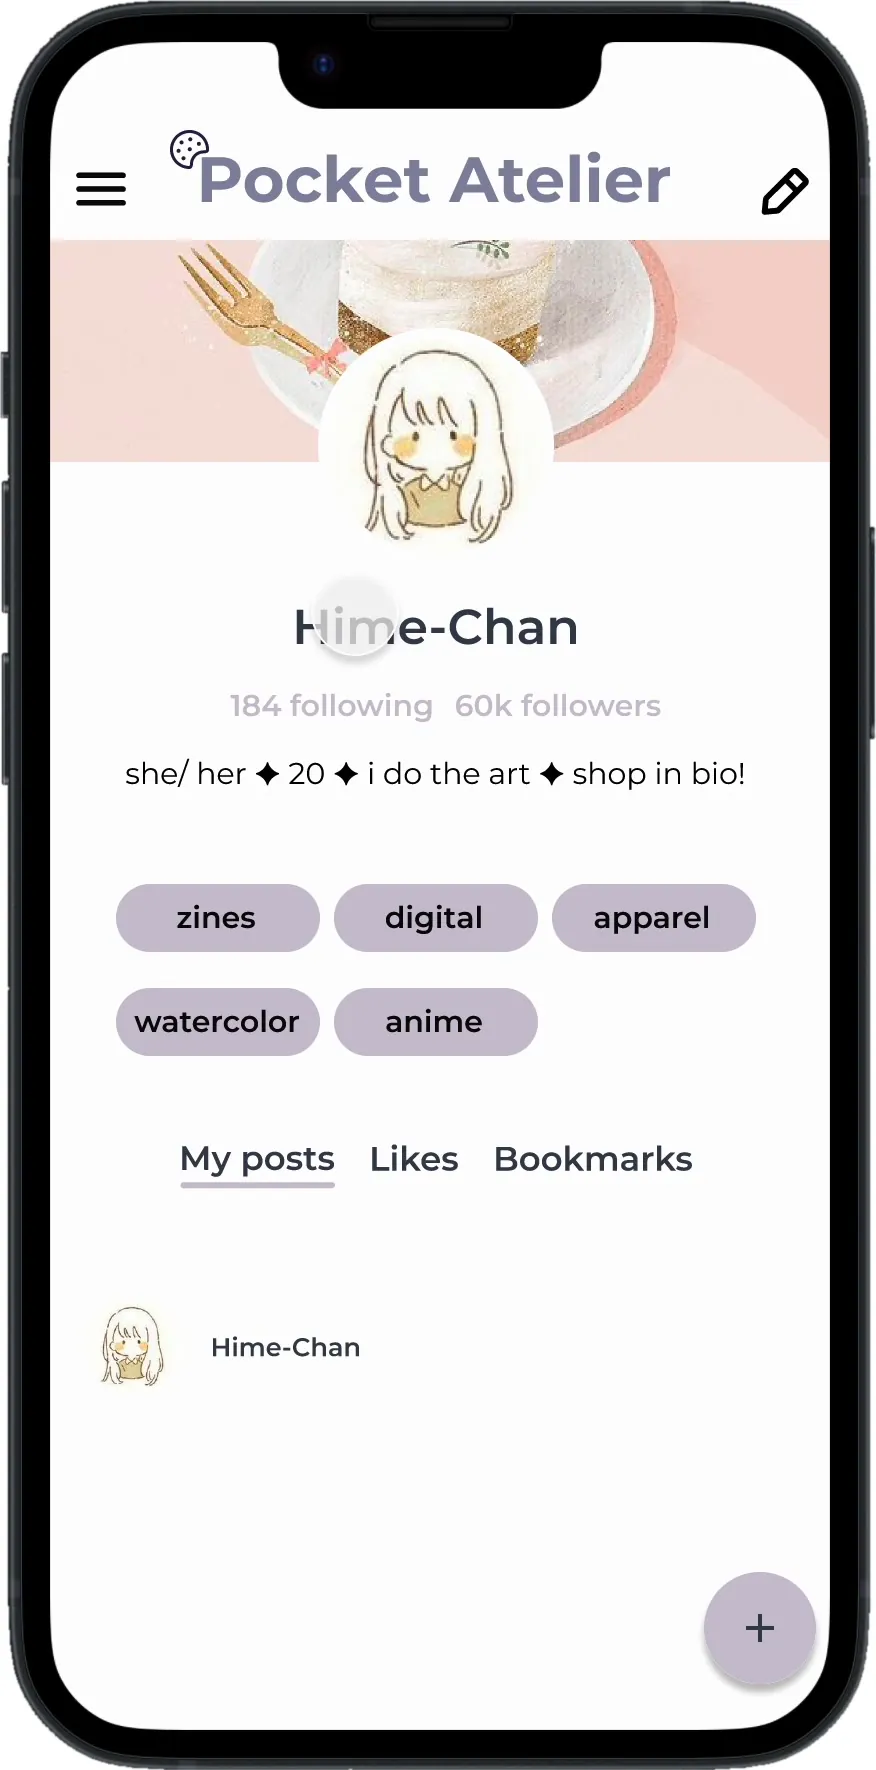 Pocket Atelier
Hime-Chan
184 following 60k followers
she/ her ✦ 20 ✦ i do the art ✦ shop in bio!
zines digital apparel
watercolor anime
My posts Likes Bookmarks
Hime-Chan
+